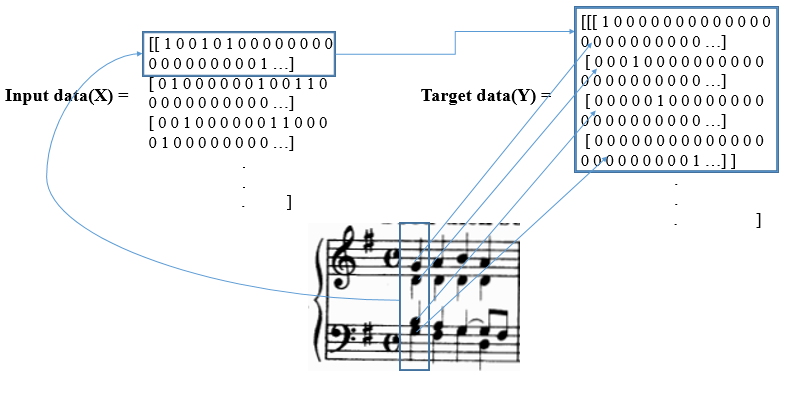 [[ 1 0 0 1 0 1 0 0 0 0 0 0 0 0
0 0 0 0 0 0 0 0 0 1 …]
[ 0 1 0 0 0 0 0 0 1 0 0 1 1 0
0 0 0 0 0 0 0 0 0 0 …]
[ 0 0 1 0 0 0 0 0 0 1 1 0 0 0
0 1 0 0 0 0 0 0 0 0 …]
.
.
. ]
Input data(X) =
Target data(Y) =
[[[ 1 0 0 0 0 0 0 0 0 0 0 0 0 0
0 0 0 0 0 0 0 0 0 0 …]
[ 0 0 0 1 0 0 0 0 0 0 0 0 0 0
0 0 0 0 0 0 0 0 0 0 …]
[ 0 0 0 0 0 1 0 0 0 0 0 0 0 0
0 0 0 0 0 0 0 0 0 0 …]
[ 0 0 0 0 0 0 0 0 0 0 0 0 0 0
0 0 0 0 0 0 0 0 0 1 …] ]
.
.
. ]